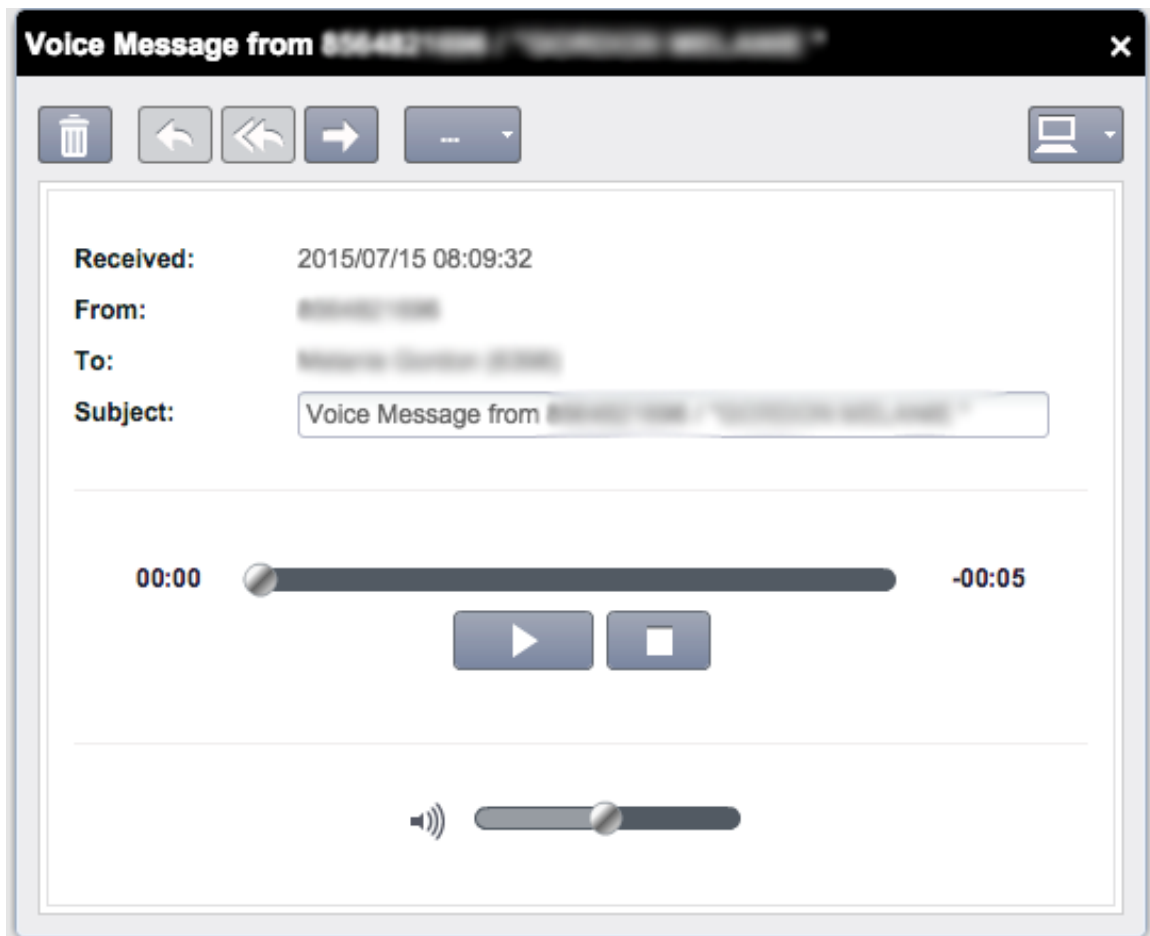 Voice Message from
...
Received: 2015/07/15 08:09:32
From:
To:
Subject: Voice Message from
00:00 -00:05